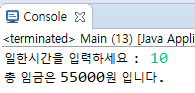 Console
<terminated> Main (13) [Java Appli
일한시간을 입력하세요 : 10
총 임금은 55000원 입니다.